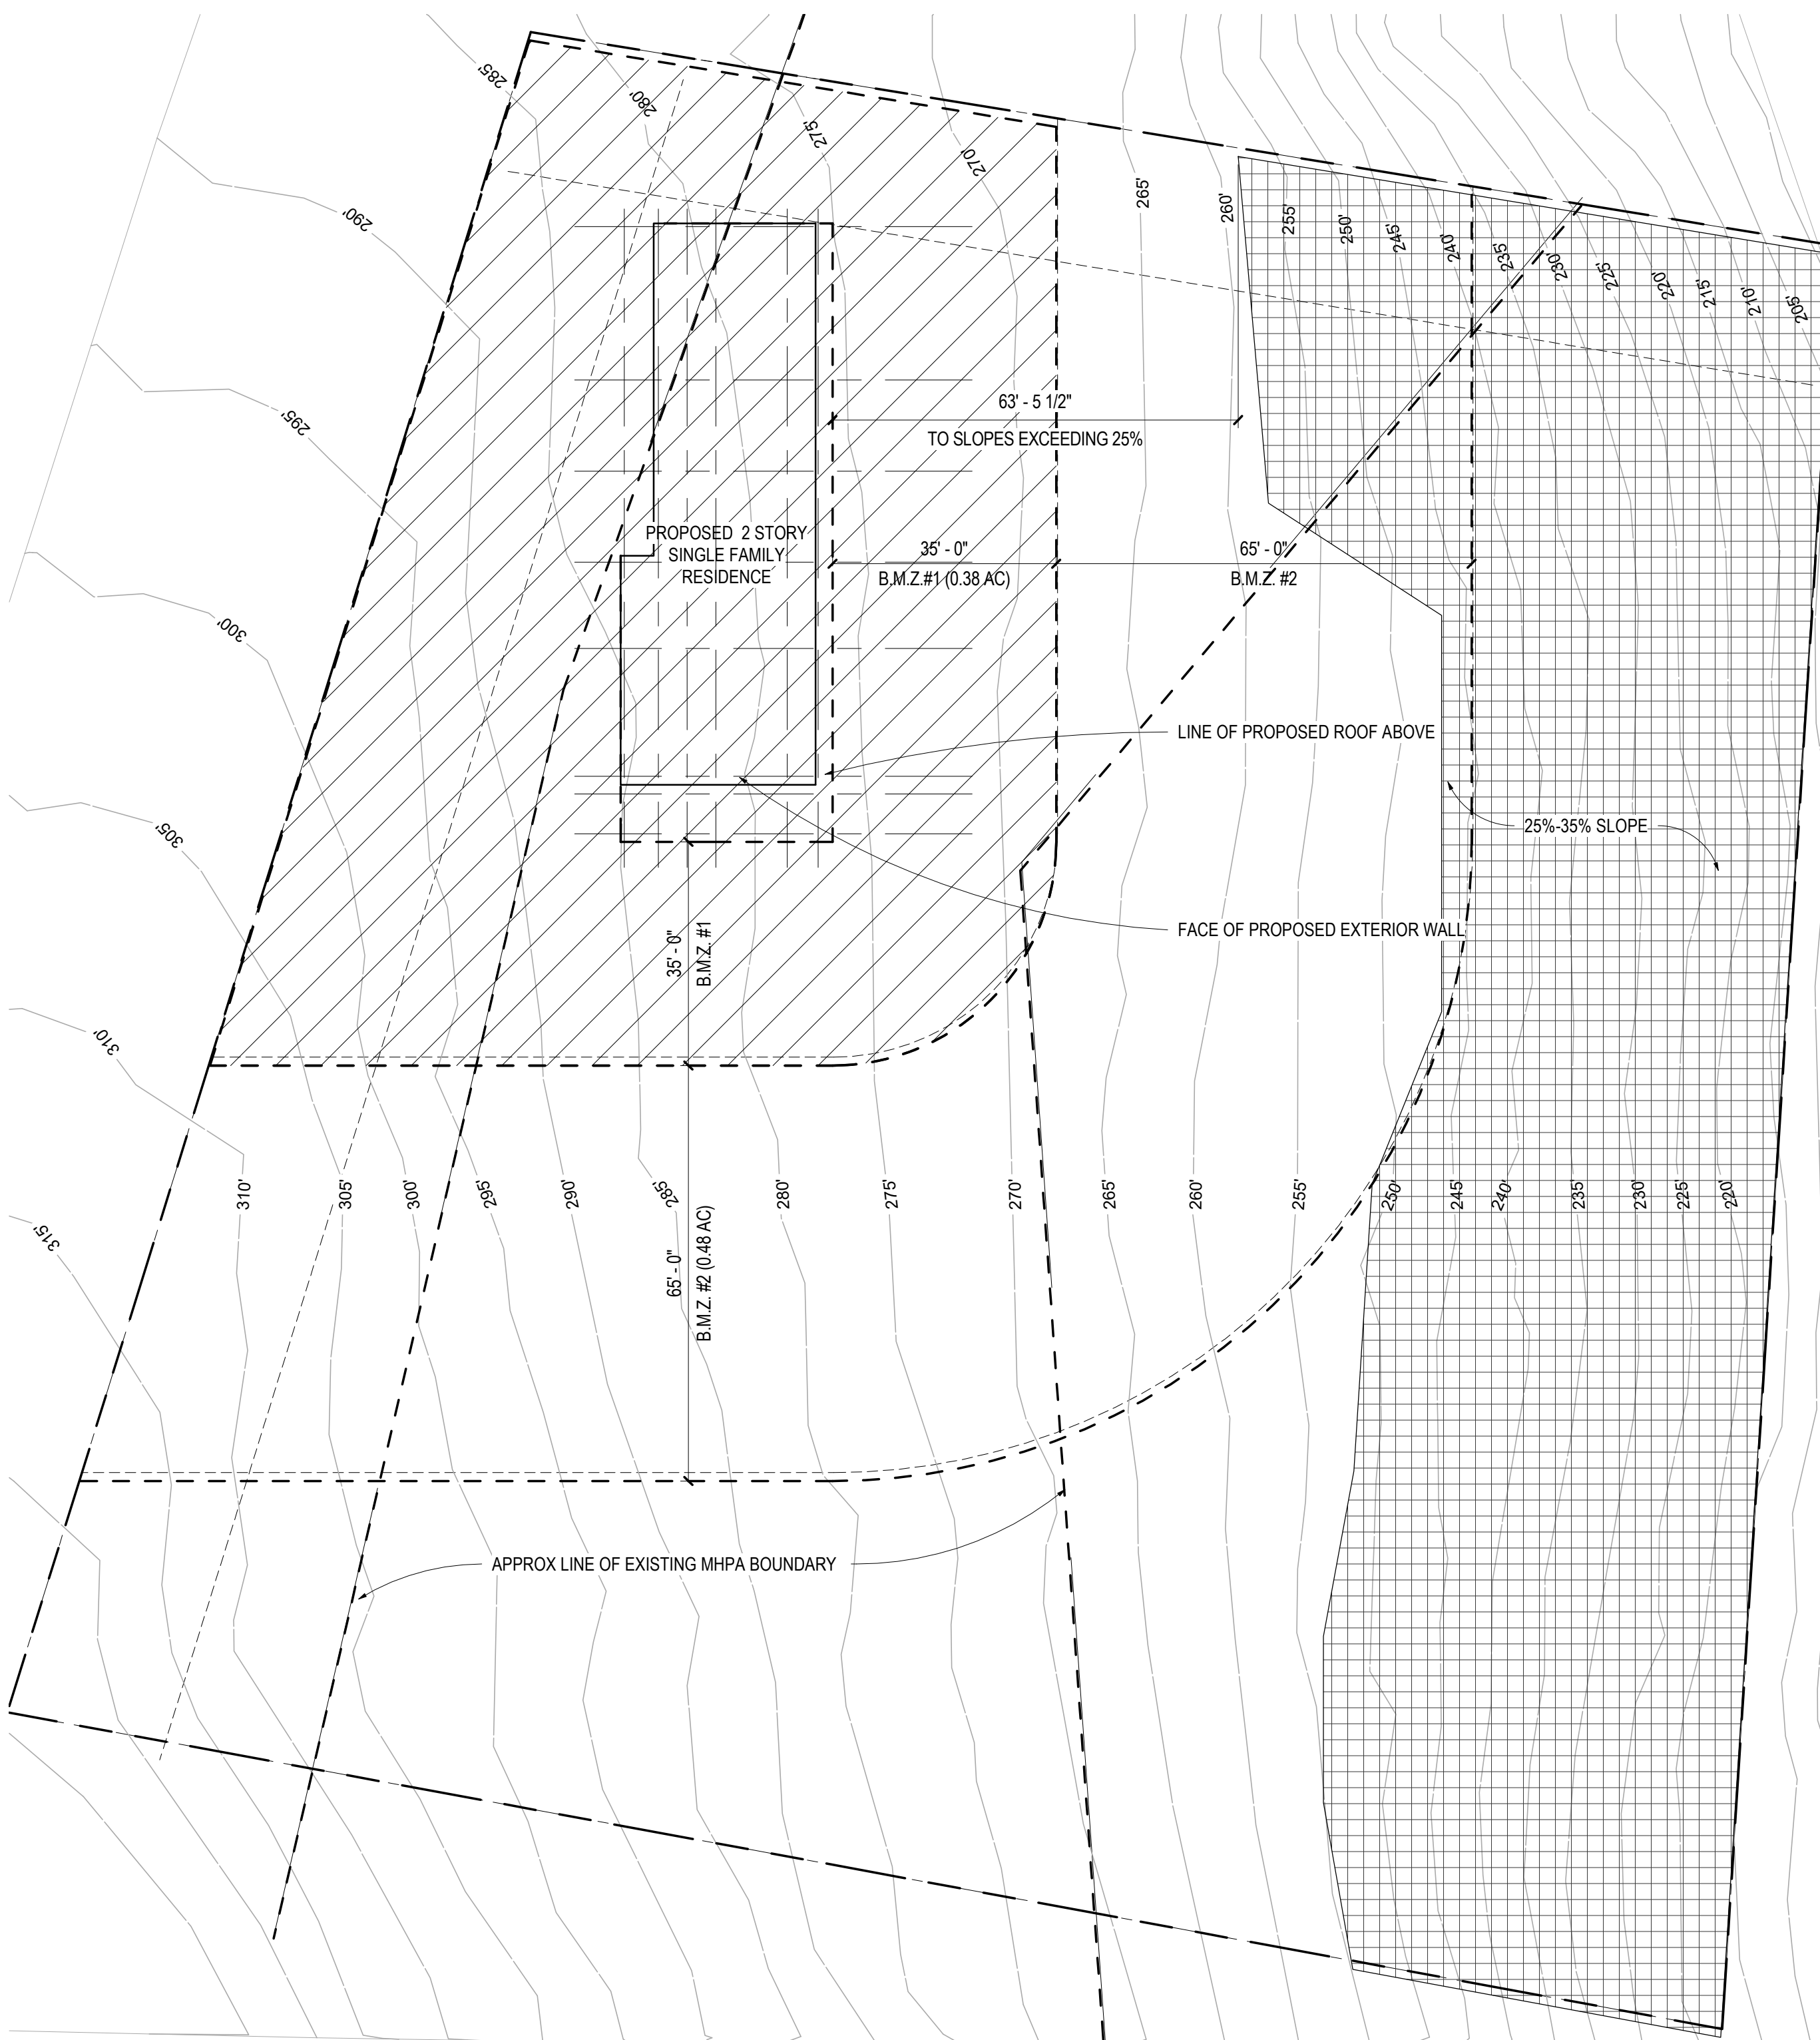 285'
280'
275'
270'
265'
260'
255'
250'
245'
240'
235'
230'
225'
220'
215'
210'
205'
290'
295'
300'
305'
310'
315'
63' - 5 1/2"
TO SLOPES EXCEEDING 25%
PROPOSED 2 STORY
SINGLE FAMILY
RESIDENCE
35' - 0"
B.M.Z.#1 (0.38 AC)
65' - 0"
B.M.Z. #2
LINE OF PROPOSED ROOF ABOVE
25%-35% SLOPE
FACE OF PROPOSED EXTERIOR WALL
35' - 0"
B.M.Z. #1
310'
305'
300'
295'
290'
285'
280'
275'
270'
265'
260'
255'
250'
245'
240'
235'
230'
225'
220'
65' - 0"
B.M.Z. #2 (0.48 AC)
APPROX LINE OF EXISTING MHPA BOUNDARY